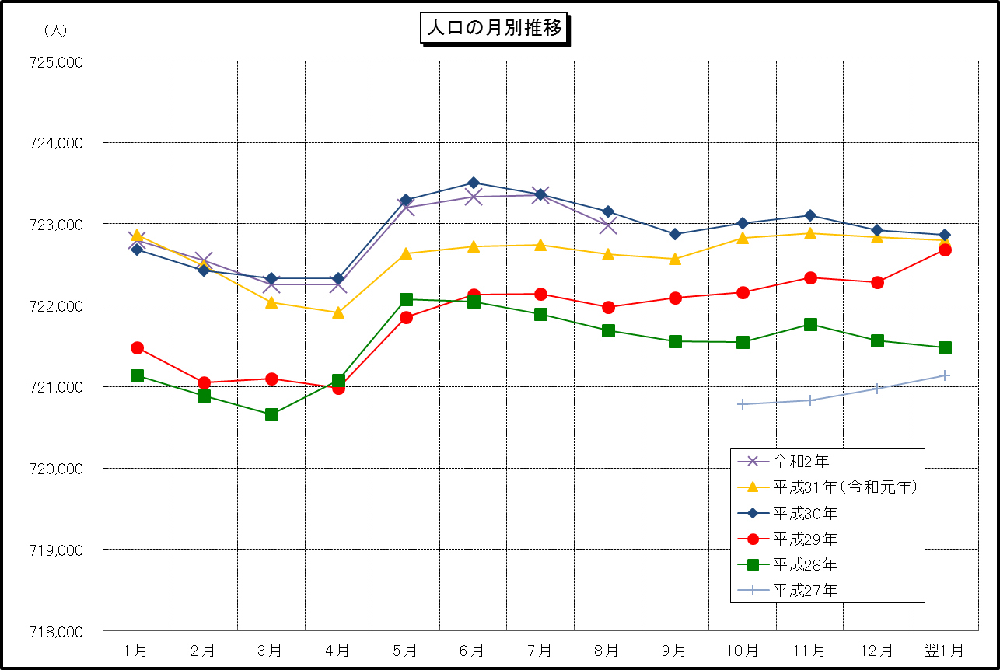 人口の月別推移
(人)
725,000
724,000
723,000
722,000
721,000
720,000
719,000
718,000
1月 2月 3月 4月 5月 6月 7月 8月 9月 10月 11月 12月 翌1月
令和2年
平成31年(令和元年)
平成30年
平成29年
平成28年
平成27年